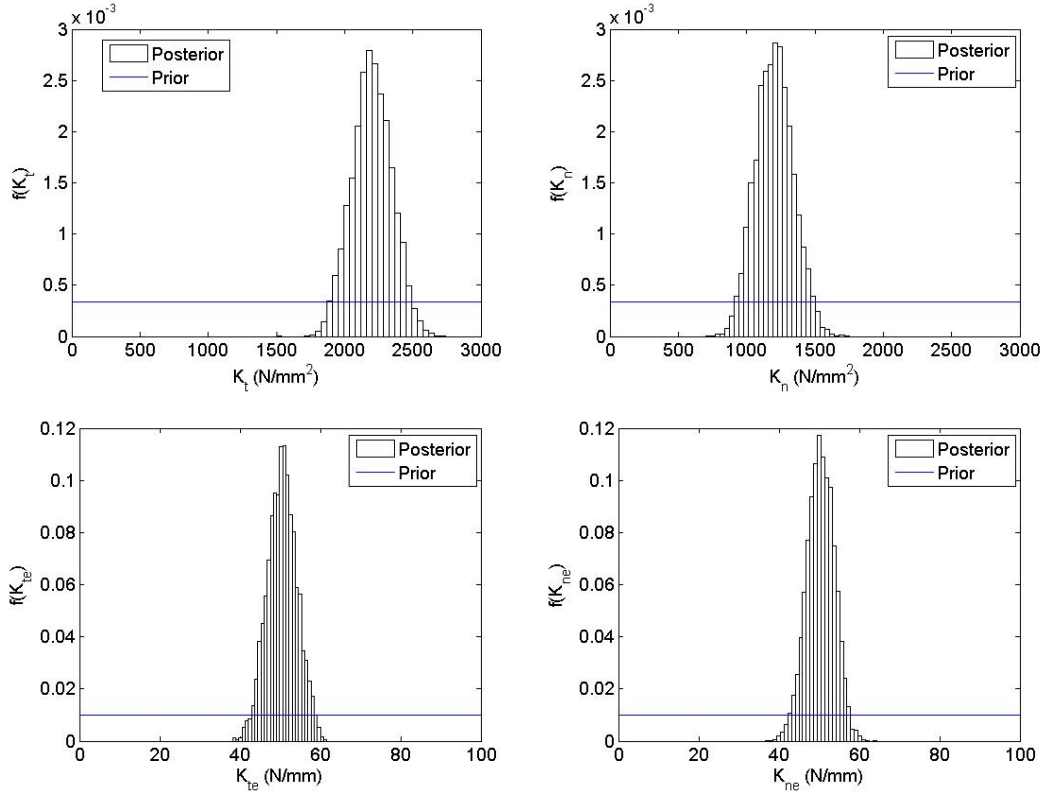 x 10⁻³
3
2.5
2
1.5
1
0.5
0
f(K_t)
Posterior
Prior
0 500 1000 1500 2000 2500 3000
K_t (N/mm²)
x 10⁻³
3
2.5
2
1.5
1
0.5
0
f(K_n)
Posterior
Prior
0 500 1000 1500 2000 2500 3000
K_n (N/mm²)
0.12
0.1
0.08
0.06
0.04
0.02
0
f(K_te)
Posterior
Prior
0 20 40 60 80 100
K_te (N/mm)
0.12
0.1
0.08
0.06
0.04
0.02
0
f(K_ne)
Posterior
Prior
0 20 40 60 80 100
K_ne (N/mm)